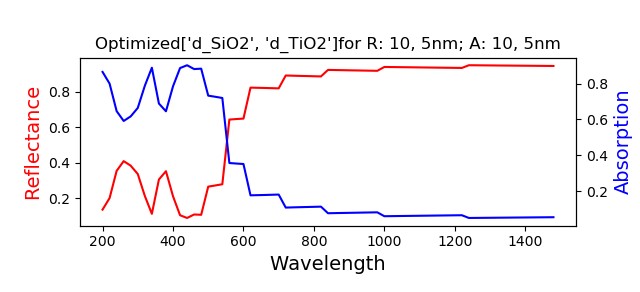 Optimized['d_SiO2', 'd_TiO2']for R: 10, 5nm; A: 10, 5nm
Reflectance
0.8
0.6
0.4
0.2
Absorption
0.8
0.6
0.4
0.2
200 400 600 800 1000 1200 1400
Wavelength